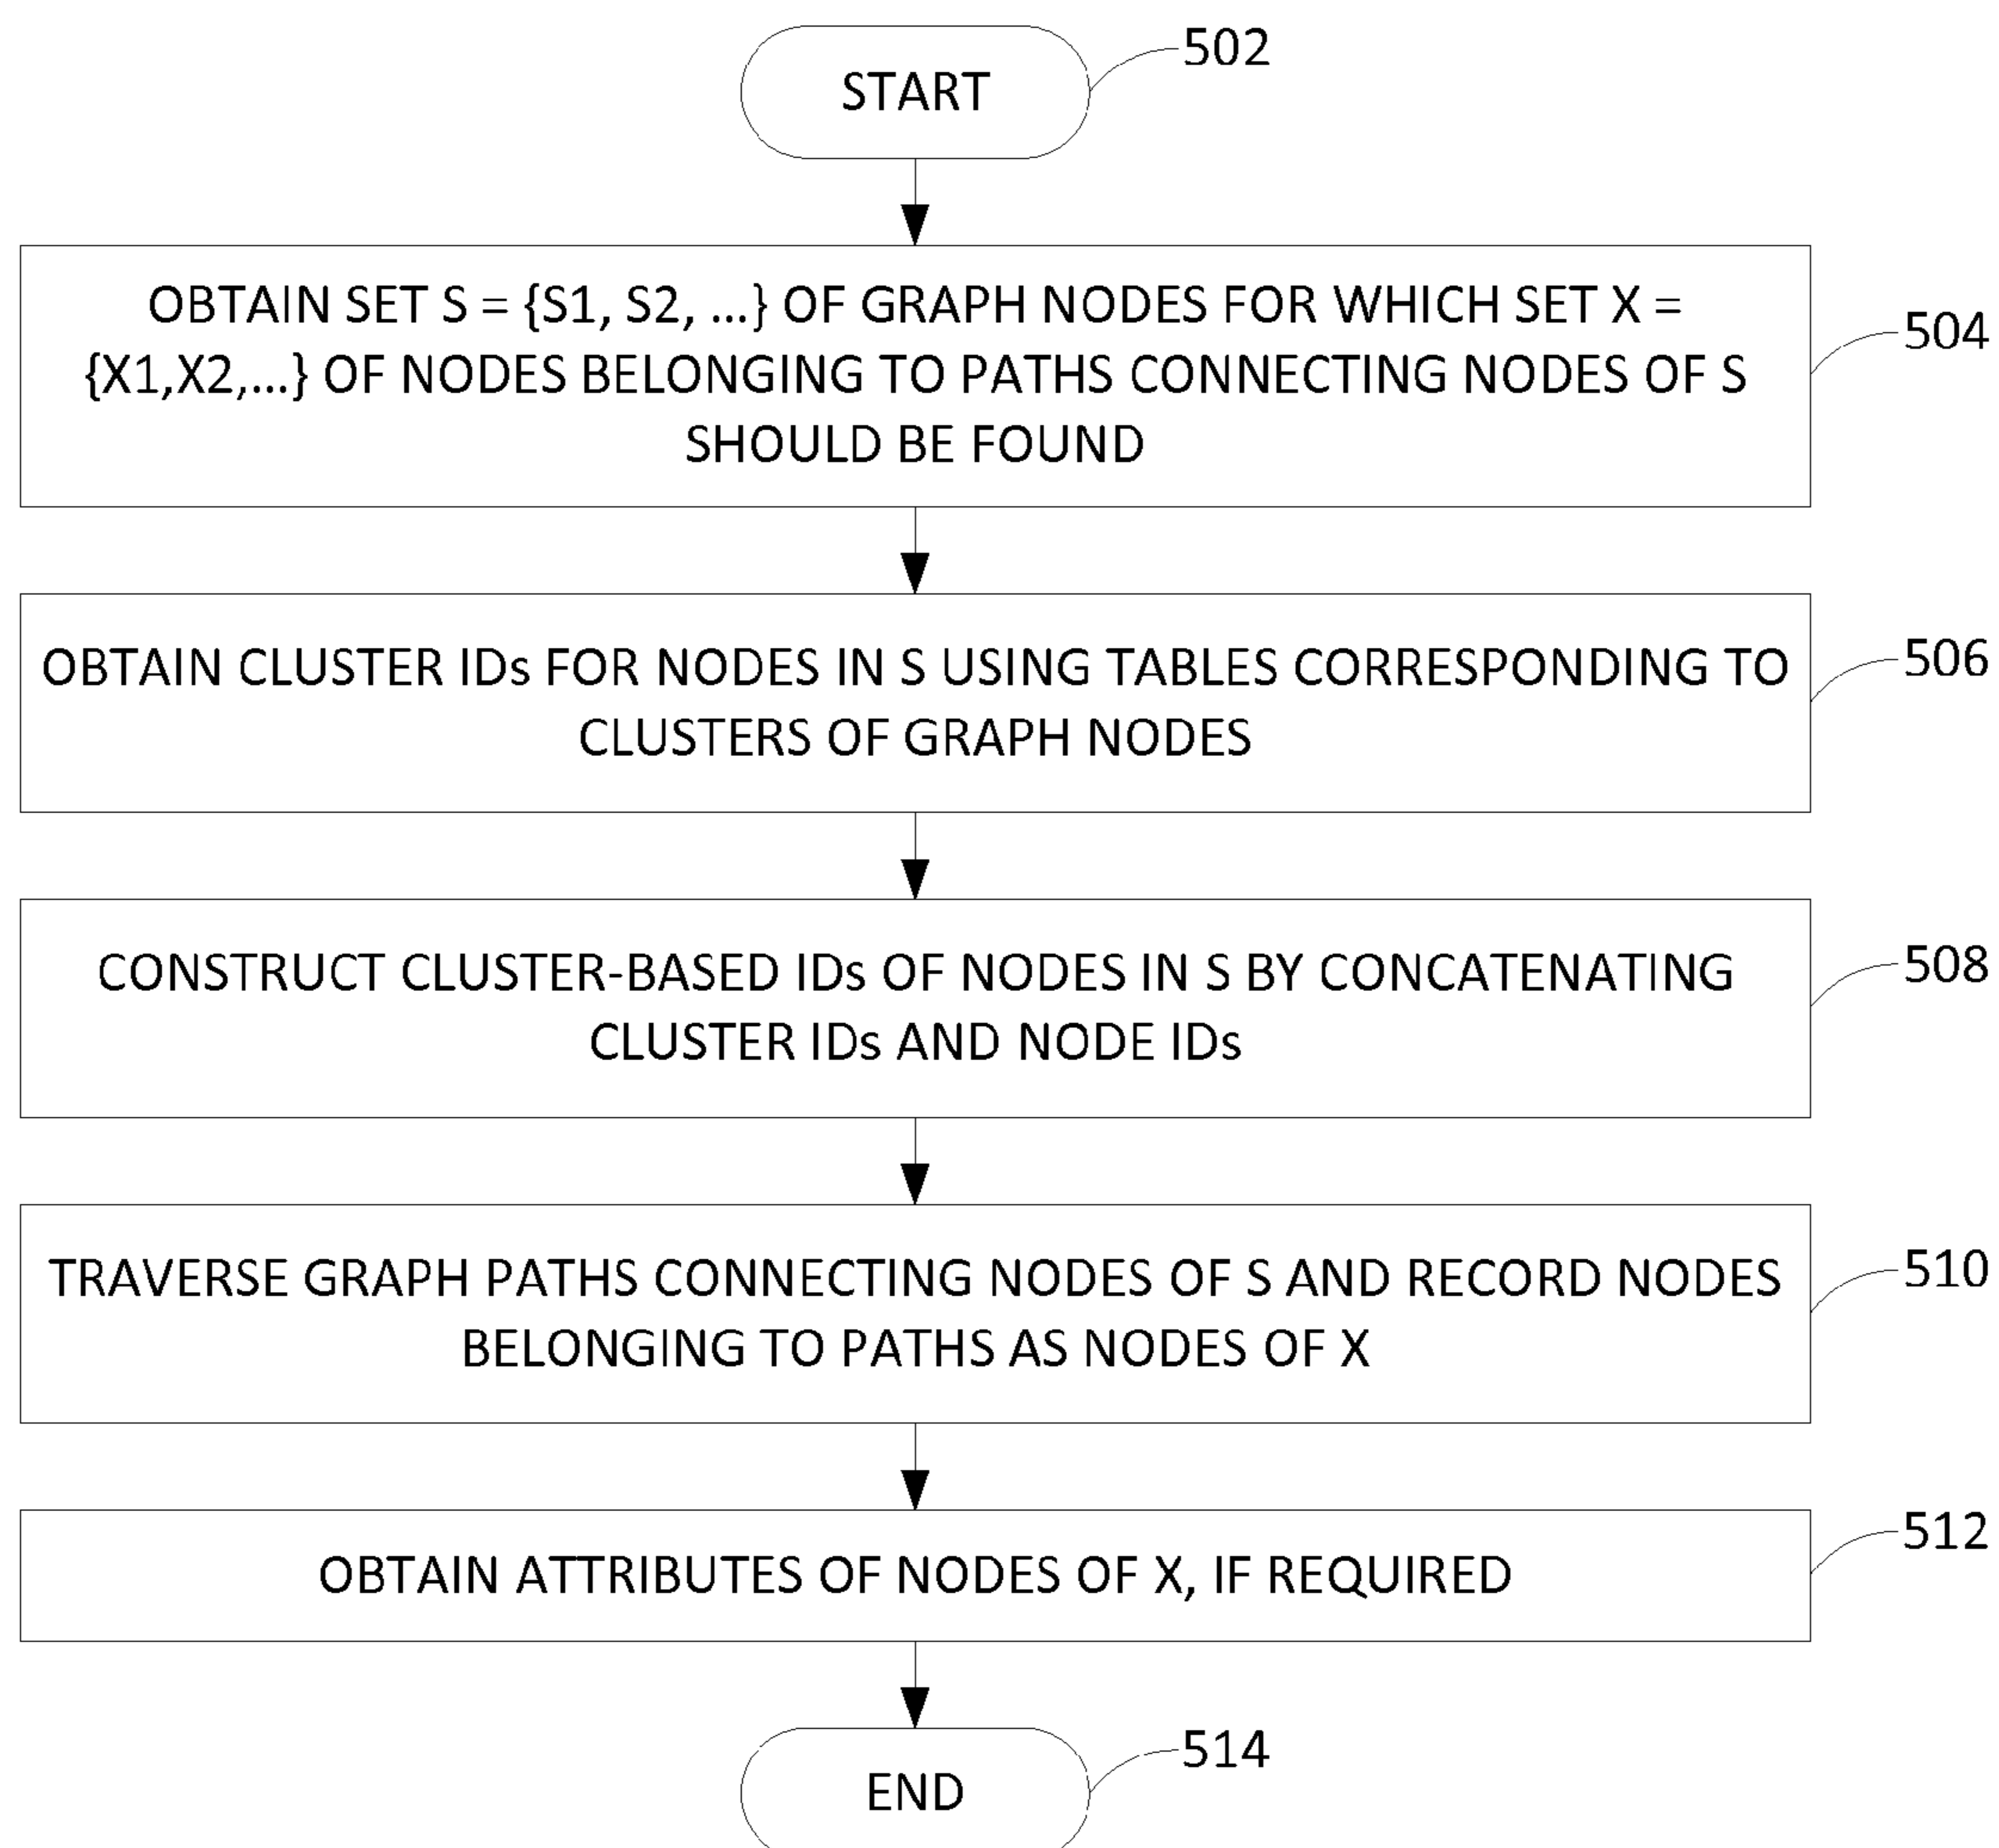 START
502
OBTAIN SET S = {S1, S2, ...} OF GRAPH NODES FOR WHICH SET X =
{X1,X2,...} OF NODES BELONGING TO PATHS CONNECTING NODES OF S
SHOULD BE FOUND
504
OBTAIN CLUSTER IDs FOR NODES IN S USING TABLES CORRESPONDING TO
CLUSTERS OF GRAPH NODES
506
CONSTRUCT CLUSTER-BASED IDs OF NODES IN S BY CONCATENATING
CLUSTER IDs AND NODE IDs
508
TRAVERSE GRAPH PATHS CONNECTING NODES OF S AND RECORD NODES
BELONGING TO PATHS AS NODES OF X
510
OBTAIN ATTRIBUTES OF NODES OF X, IF REQUIRED
512
END
514